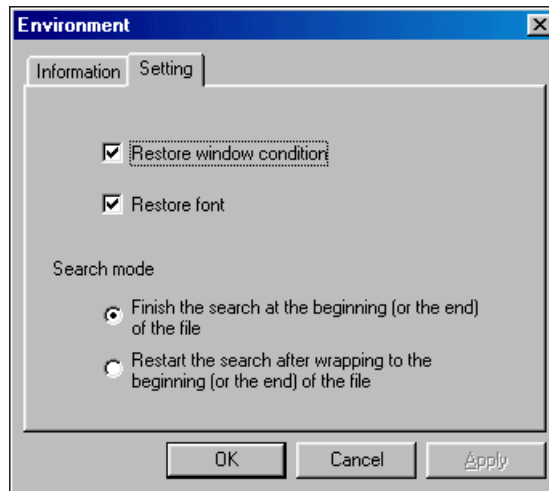 Environment
Information
Setting
Restore window condition
Restore font
Search mode
Finish the search at the beginning (or the end)
of the file
Restart the search after wrapping to the
beginning (or the end) of the file
OK
Cancel
Apply